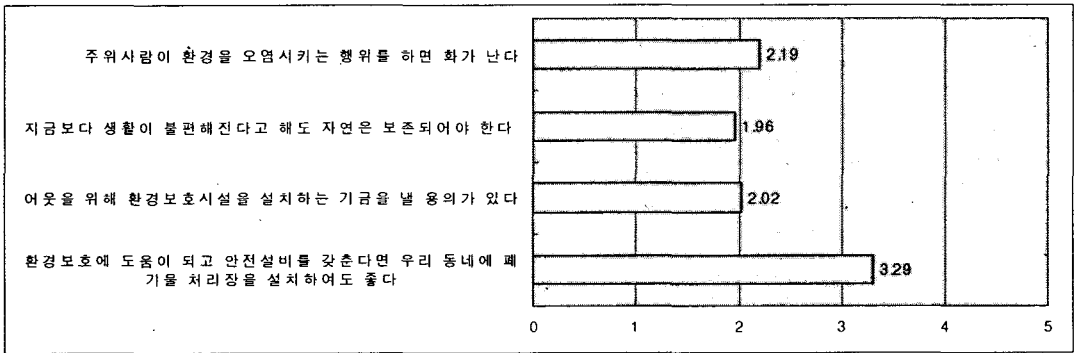 주위사람이 환경을 오염시키는 행위를 하면 화가 난다
2.19
지금보다 생활이 불편해진다고 해도 자연은 보존되어야 한다
1.96
어웃을 위해 환경보호시설을 설치하는 기금을 낼 용의가 있다
2.02
환경보호에 도움이 되고 안전설비를 갖춘다면 우리 동네에 폐
기물 처리장을 설치하여도 좋다
3.29
0 1 2 3 4 5